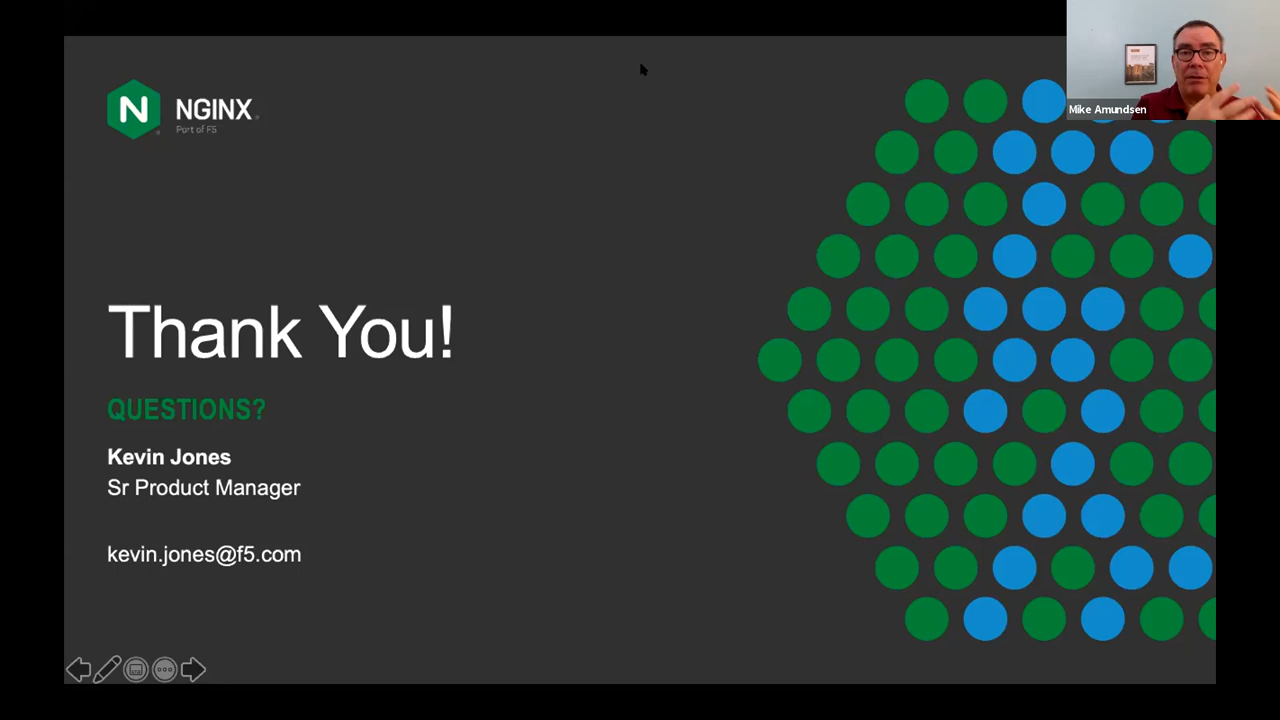 NGINX
Part of F5
Mike Amundsen
Thank You!
QUESTIONS?
Kevin Jones
Sr Product Manager
kevin.jones@f5.com